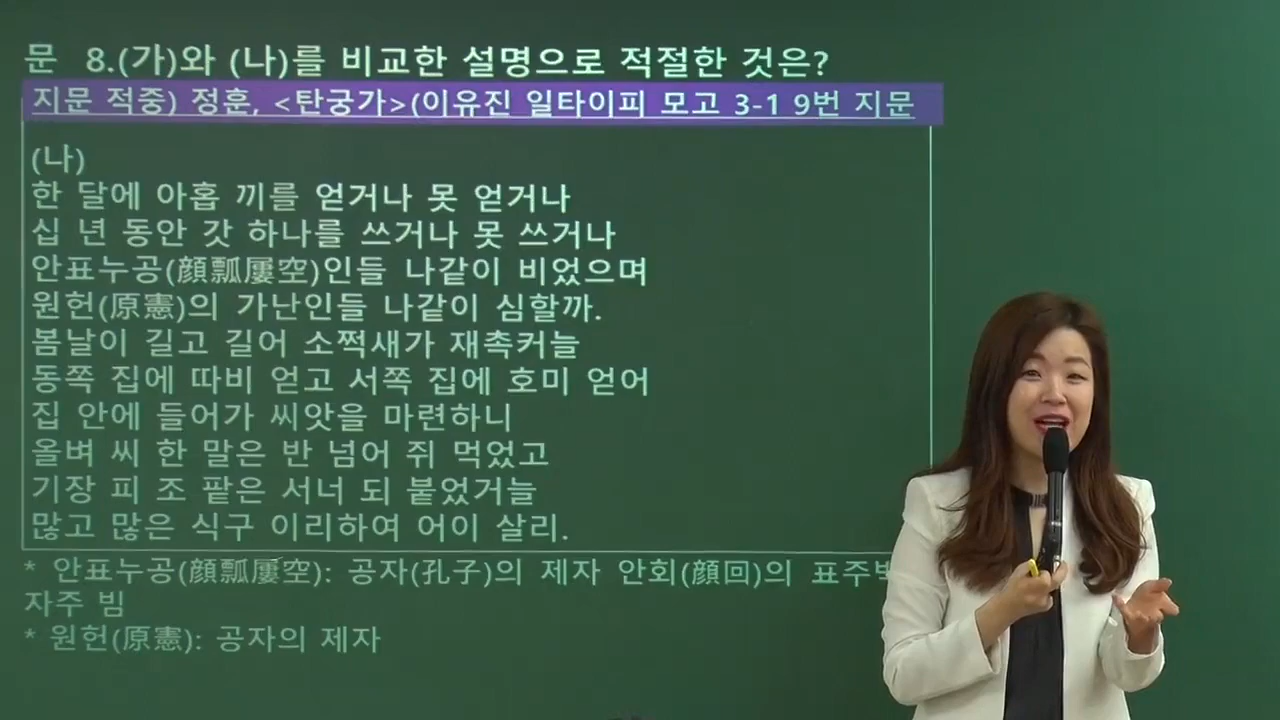 문 8.(가)와 (나)를 비교한 설명으로 적절한 것은?
지문 적중) 정훈, <탄궁가>(이유진 일타이피 모고 3-1 9번 지문
(나)
한 달에 아홉 끼를 얻거나 못 얻거나
십 년 동안 갓 하나를 쓰거나 못 쓰거나
안표누공(顔瓢屢空)인들 나같이 비었으며
원헌(原憲)의 가난인들 나같이 심할까.
봄날이 길고 길어 소쩍새가 재촉커늘
동쪽 집에 따비 얻고 서쪽 집에 호미 얻어
집 안에 들어가 씨앗을 마련하니
올벼 씨 한 말은 반 넘어 쥐 먹었고
기장 피 조 팥은 서너 되 붙었거늘
많고 많은 식구 이리하여 어이 살리.
* 안표누공(顔瓢屢空): 공자(孔子)의 제자 안회(顔回)의
자주 빔
* 원헌(原憲): 공자의 제자